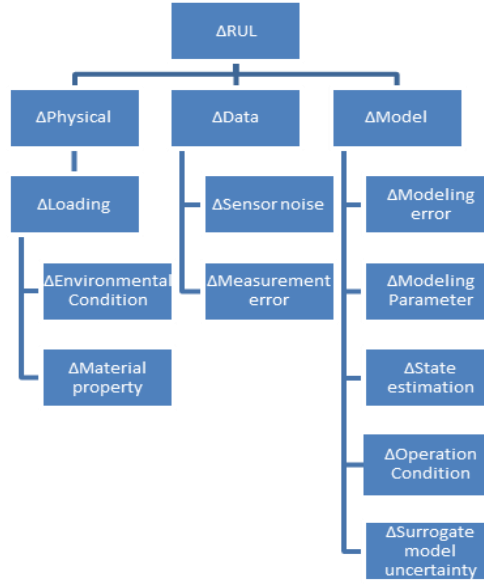 ΔRUL
ΔPhysical
ΔData
ΔModel
ΔLoading
ΔSensor noise
ΔModeling
error
ΔEnvironmental
Condition
ΔMeasurement
error
ΔModeling
Parameter
ΔMaterial
property
ΔState
estimation
ΔOperation
Condition
ΔSurrogate
model
uncertainty